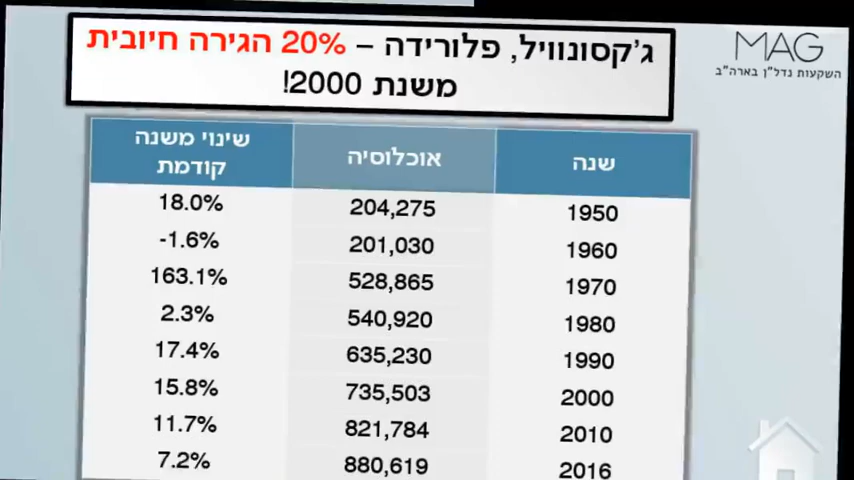 ג'קסונוויל, פלורידה – 20% הגירה חיובית
משנת 2000!
MAG
השקעות נדל"ן בארה"ב
שנה אוכלוסיה שינוי משנה קודמת
1950 204,275 18.0%
1960 201,030 -1.6%
1970 528,865 163.1%
1980 540,920 2.3%
1990 635,230 17.4%
2000 735,503 15.8%
2010 821,784 11.7%
2016 880,619 7.2%